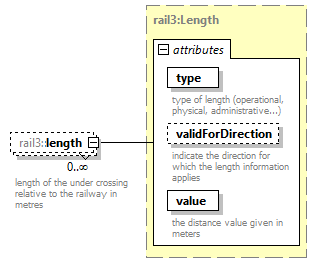 rail3:Length
attributes
type
type of length (operational,
physical, administrative...)
validForDirection
indicate the direction for
which the length information
applies
value
the distance value given in
meters
rail3:length
0..∞
length of the under crossing
relative to the railway in
metres